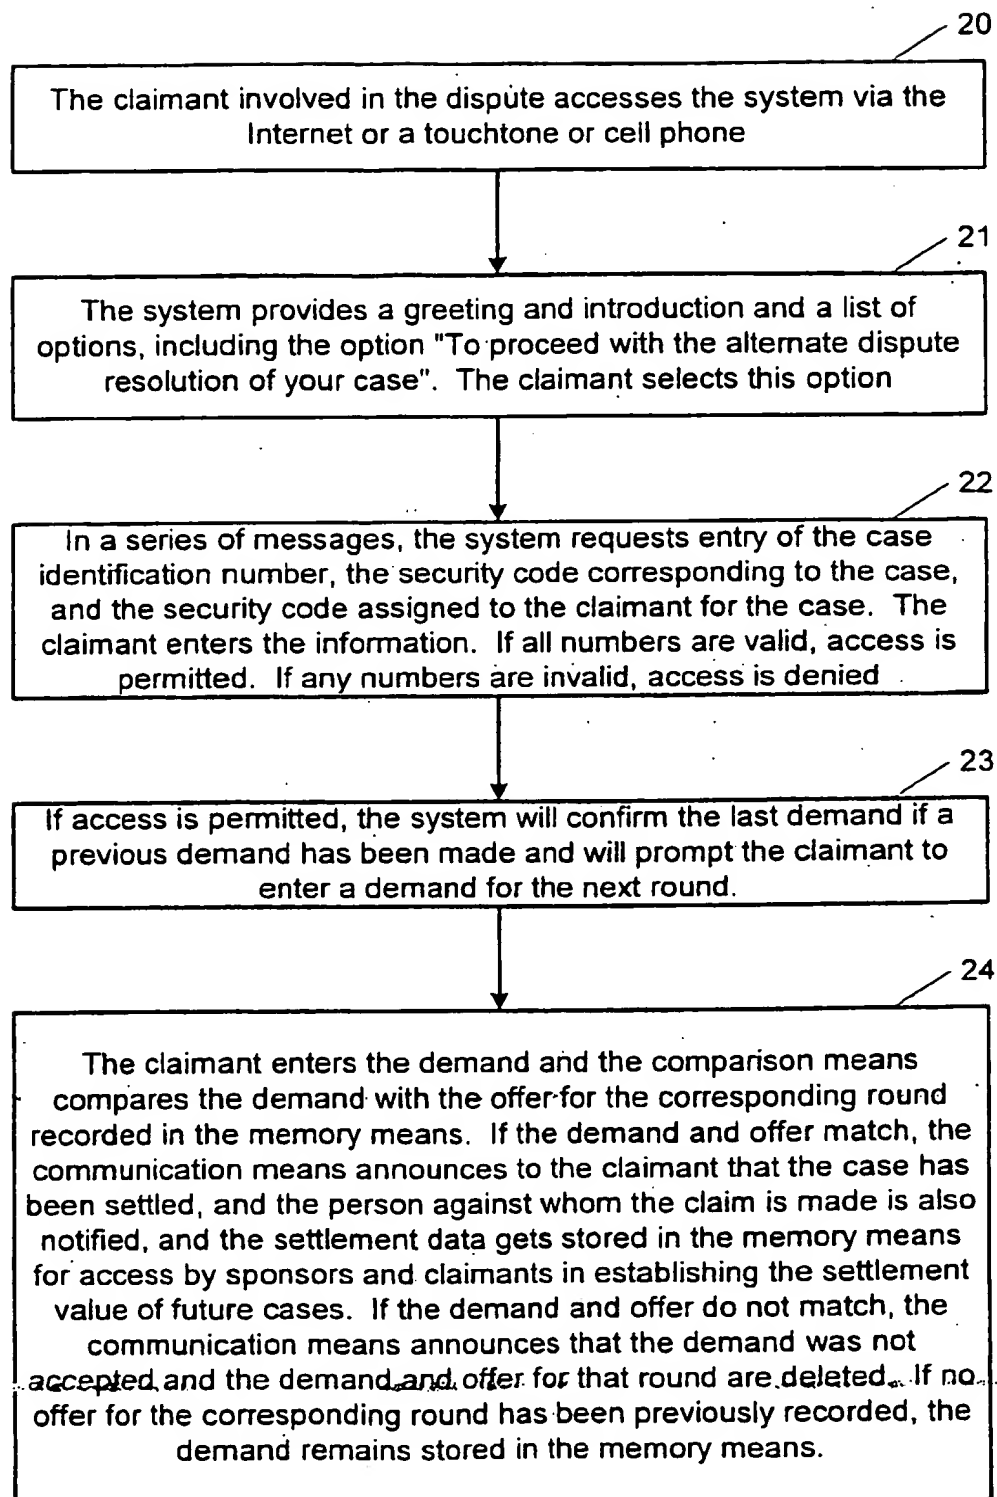 20
The claimant involved in the dispute accesses the system via the
Internet or a touchtone or cell phone
21
The system provides a greeting and introduction and a list of
options, including the option "To proceed with the alternate dispute
resolution of your case". The claimant selects this option
22
In a series of messages, the system requests entry of the case
identification number, the security code corresponding to the case,
and the security code assigned to the claimant for the case. The
claimant enters the information. If all numbers are valid, access is
permitted. If any numbers are invalid, access is denied
23
If access is permitted, the system will confirm the last demand if a
previous demand has been made and will prompt the claimant to
enter a demand for the next round.
24
The claimant enters the demand and the comparison means
compares the demand with the offer for the corresponding round
recorded in the memory means. If the demand and offer match, the
communication means announces to the claimant that the case has
been settled, and the person against whom the claim is made is also
notified, and the settlement data gets stored in the memory means
for access by sponsors and claimants in establishing the settlement
value of future cases. If the demand and offer do not match, the
communication means announces that the demand was not
accepted and the demand and offer for that round are deleted. If no
offer for the corresponding round has been previously recorded, the
demand remains stored in the memory means.